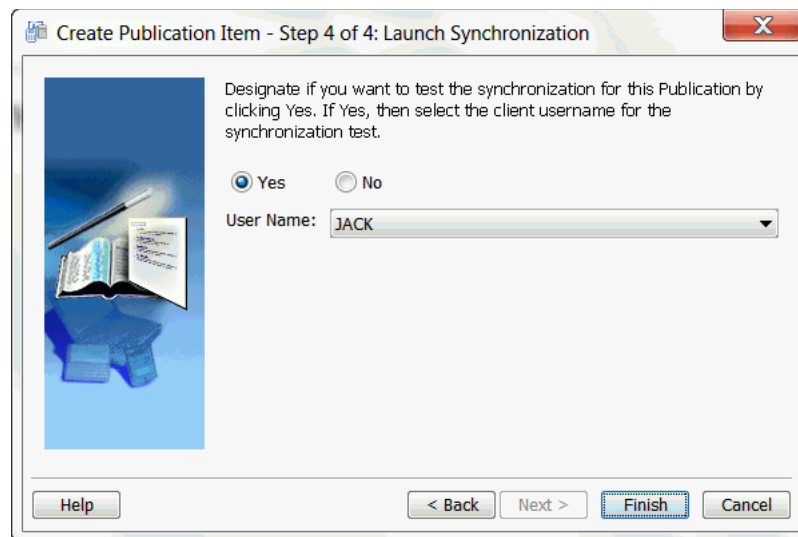 Create Publication Item - Step 4 of 4: Launch Synchronization
X
Designate if you want to test the synchronization for this Publication by
clicking Yes. If Yes, then select the client username for the
synchronization test.
Yes No
User Name: JACK
Help < Back Next > Finish Cancel